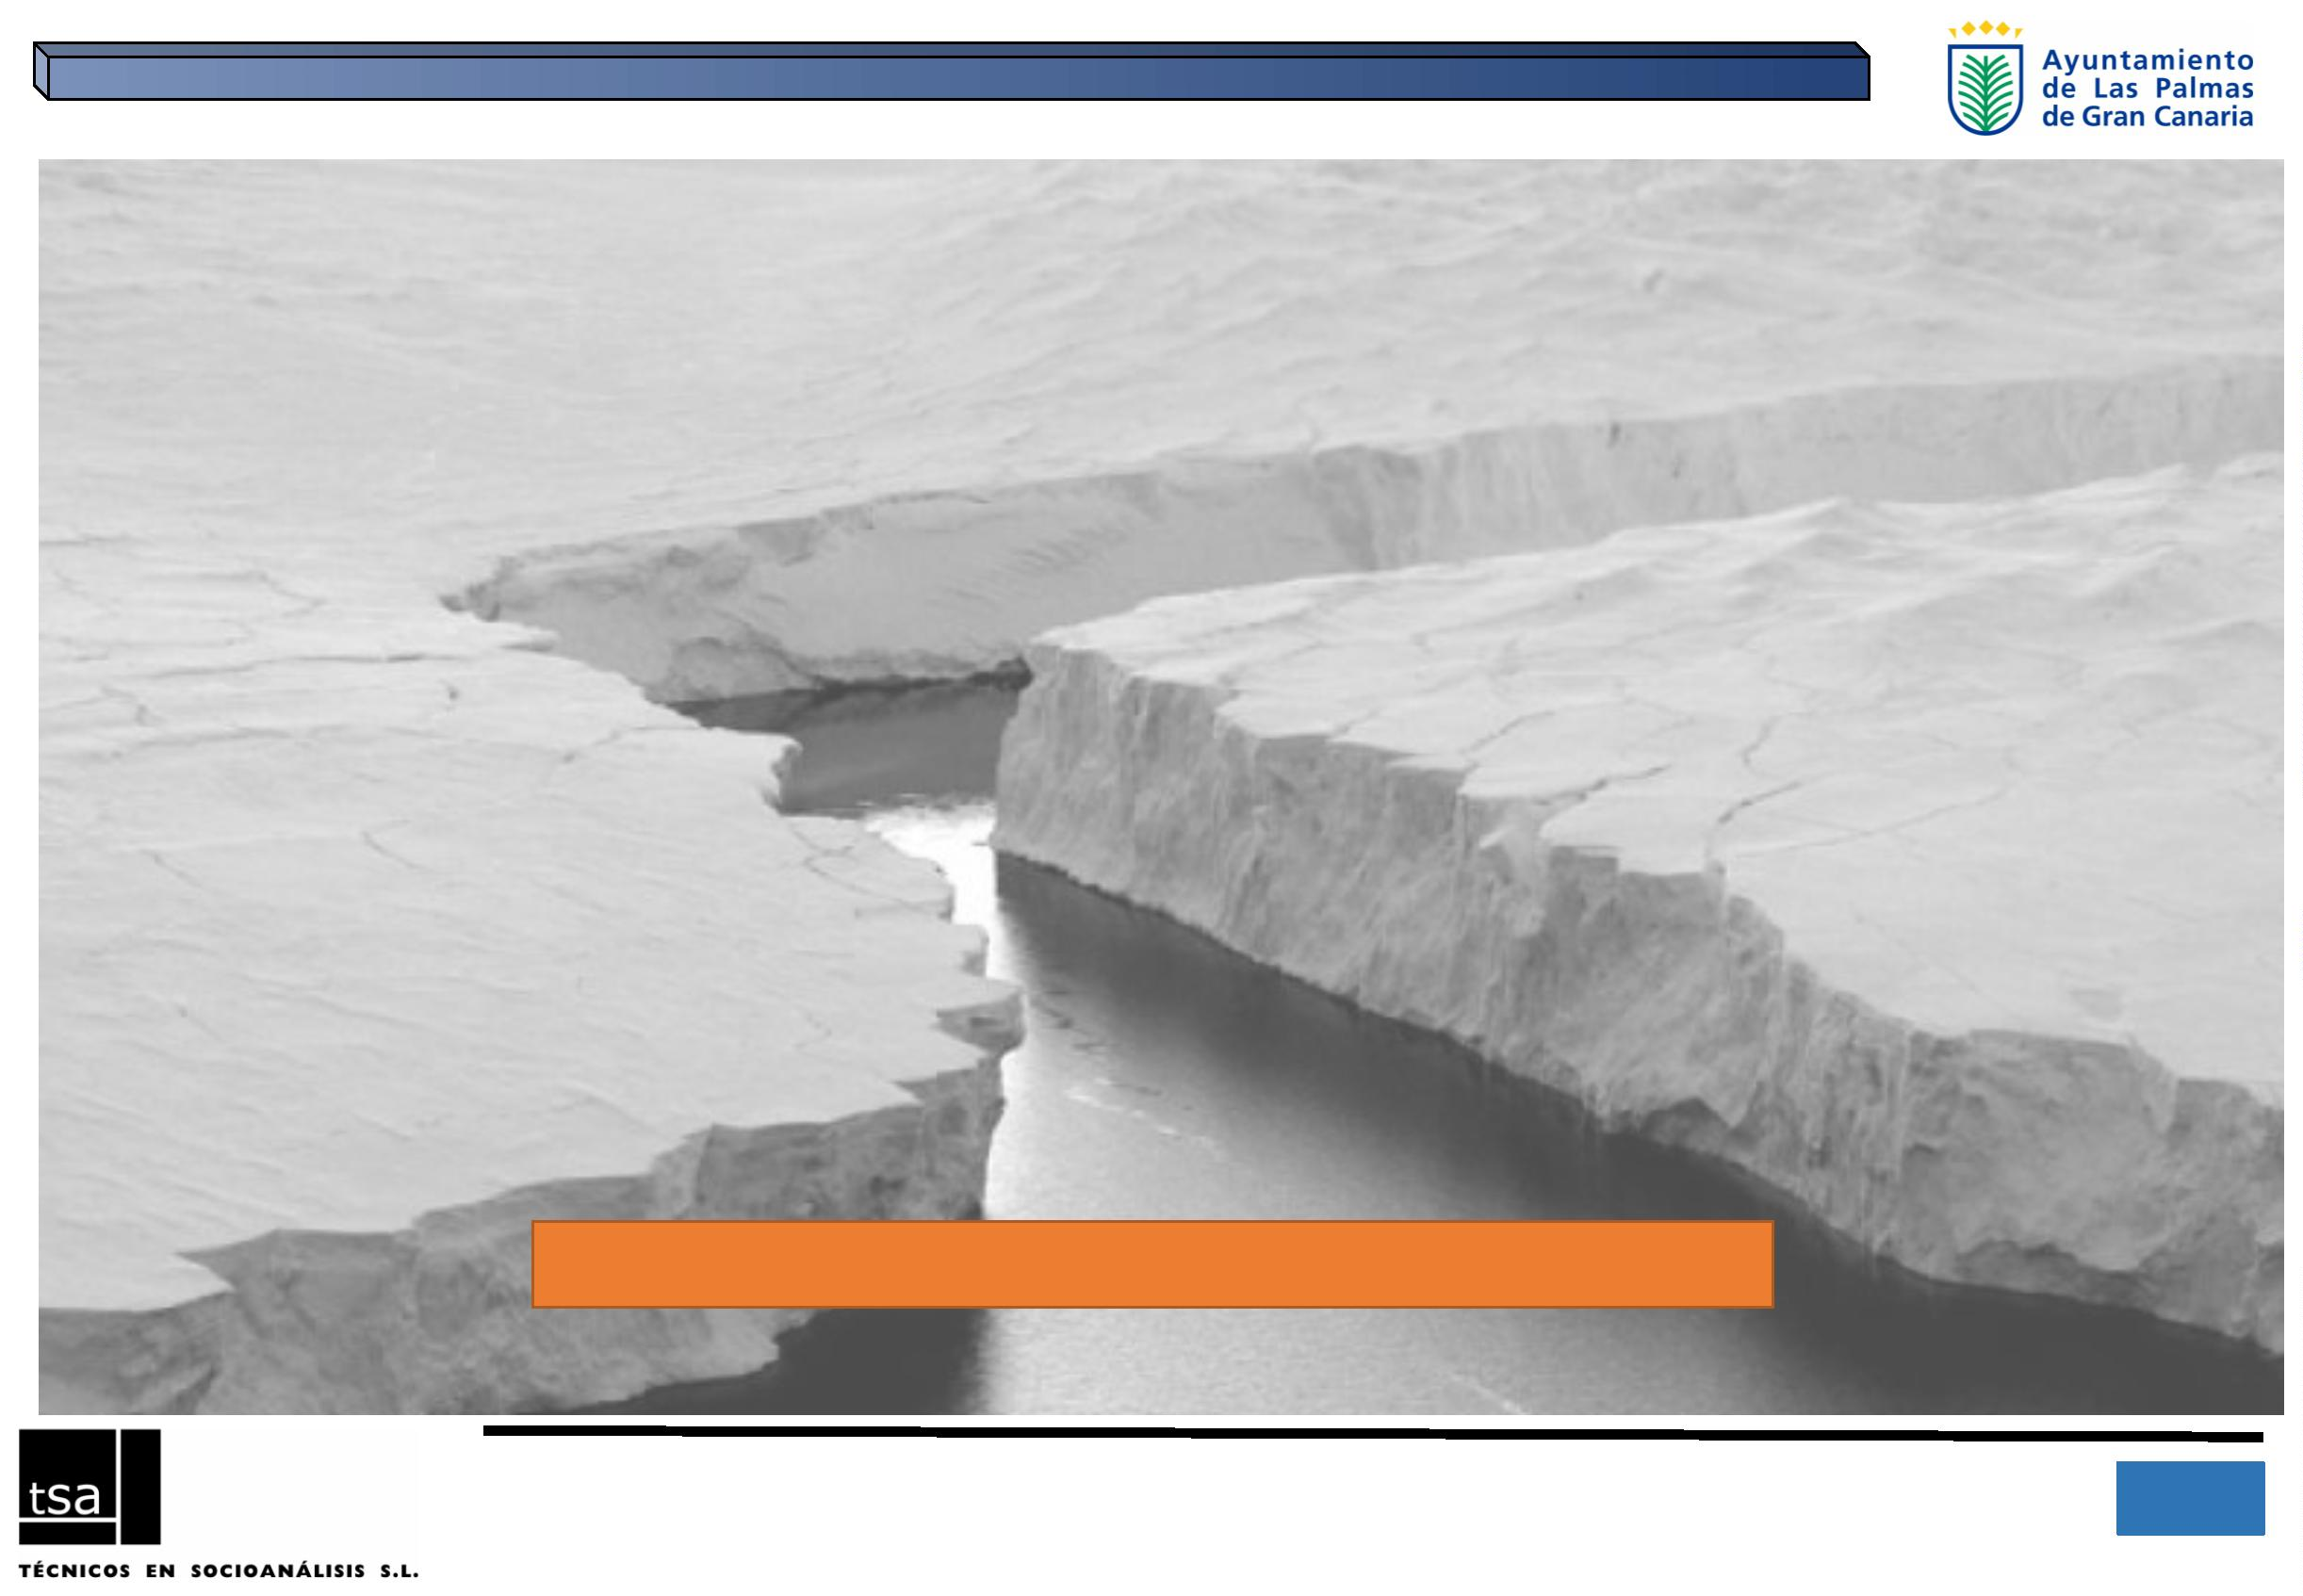 Ayuntamiento
de Las Palmas
de Gran Canaria
tsa
TÉCNICOS EN SOCIOANÁLISIS S.L.